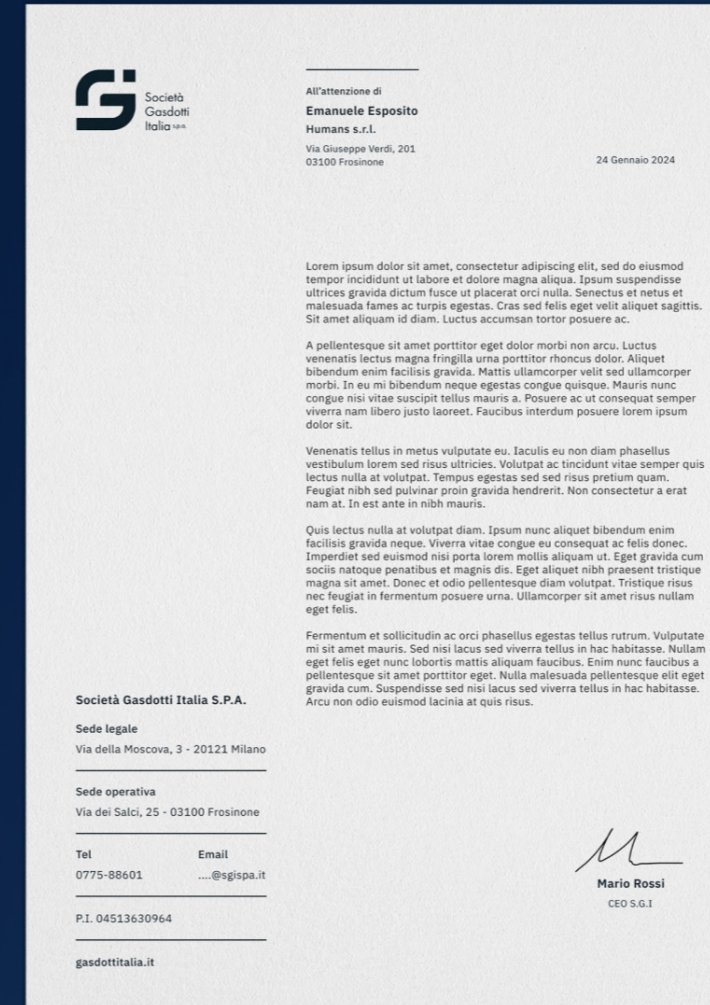 Società
Gasdotti
Italia s.p.a.
All'attenzione di
Emanuele Esposito
Humans s.r.l.
Via Giuseppe Verdi, 201
03100 Frosinone
24 Gennaio 2024
Lorem ipsum dolor sit amet, consectetur adipiscing elit, sed do eiusmod
tempor incididunt ut labore et dolore magna aliqua. Ipsum suspendisse
ultrices gravida dictum fusce ut placerat orci nulla. Senectus et netus et
malesuada fames ac turpis egestas. Cras sed felis eget velit aliquet sagittis.
Sit amet aliquam id diam. Luctus accumsan tortor posuere ac.
A pellentesque sit amet porttitor eget dolor morbi non arcu. Luctus
venenatis lectus magna fringilla urna porttitor rhoncus dolor. Aliquet
bibendum enim facilisis gravida. Mattis ullamcorper velit sed ullamcorper
morbi. In eu mi bibendum neque egestas congue quisque. Mauris nunc
congue nisi vitae suscipit tellus mauris a. Posuere ac ut consequat semper
viverra nam libero justo laoreet. Faucibus interdum posuere lorem ipsum
dolor sit.
Venenatis tellus in metus vulputate eu. Iaculis eu non diam phasellus
vestibulum lorem sed risus ultricies. Volutpat ac tincidunt vitae semper quis
lectus nulla at volutpat. Tempus egestas sed sed risus pretium quam.
Feugiat nibh sed pulvinar proin gravida hendrerit. Non consectetur a erat
nam at. In est ante in nibh mauris.
Quis lectus nulla at volutpat diam. Ipsum nunc aliquet bibendum enim
facilisis gravida neque. Viverra vitae congue eu consequat ac felis donec.
Imperdiet sed euismod nisi porta lorem mollis aliquam ut. Eget gravida cum
sociis natoque penatibus et magnis dis. Eget aliquet nibh praesent tristique
magna sit amet. Donec et odio pellentesque diam volutpat. Tristique risus
nec feugiat in fermentum posuere urna. Ullamcorper sit amet risus nullam
eget felis.
Fermentum et sollicitudin ac orci phasellus egestas tellus rutrum. Vulputate
mi sit amet mauris. Sed nisi lacus sed viverra tellus in hac habitasse. Nullam
eget felis eget nunc lobortis mattis aliquam faucibus. Enim nunc faucibus a
pellentesque sit amet porttitor eget. Nulla malesuada pellentesque elit eget
gravida cum. Suspendisse sed nisi lacus sed viverra tellus in hac habitasse.
Arcu non odio euismod lacinia at quis risus.
Società Gasdotti Italia S.P.A.
Sede legale
Via della Moscova, 3 - 20121 Milano
Sede operativa
Via dei Salci, 25 - 03100 Frosinone
Tel Email
0775-88601 ....@sgispa.it
P.I. 04513630964
gasdottitalia.it
Mario Rossi
CEO S.G.I